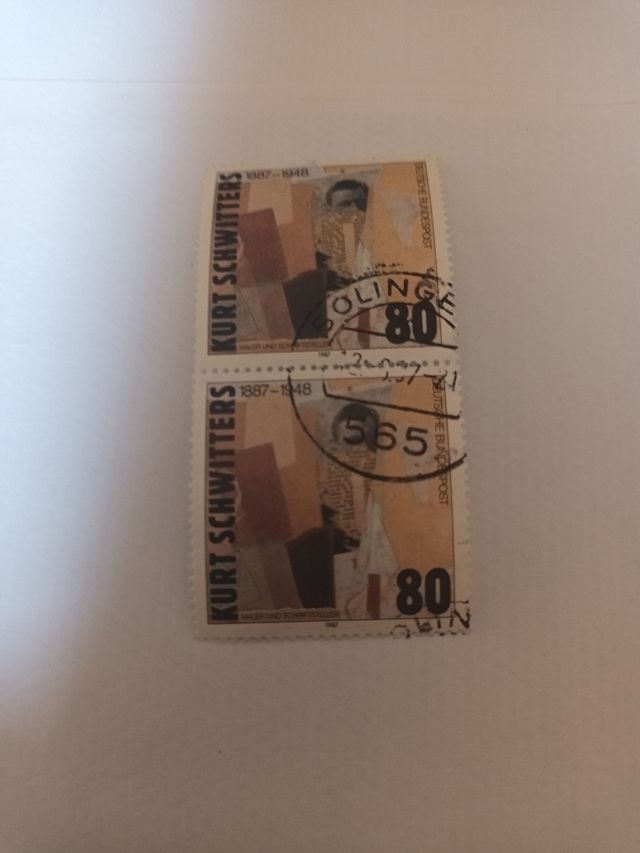 1887-1948
KURT SCHWITTERS
DEUTSCHE BUNDESPOST
SOLINGEN
80
MALER UND SCHRIFTSTELLER
1987
1887-1948
KURT SCHWITTERS
DEUTSCHE BUNDESPOST
565
80
MALER UND SCHRIFTSTELLER
1987